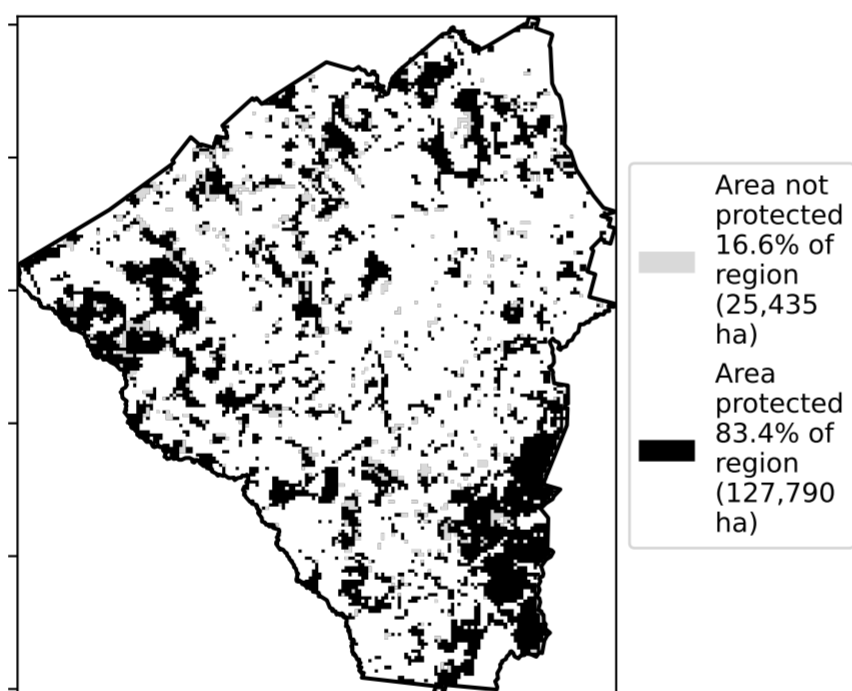 Area not
protected
16.6% of
region
(25,435
ha)
Area
protected
83.4% of
region
(127,790
ha)